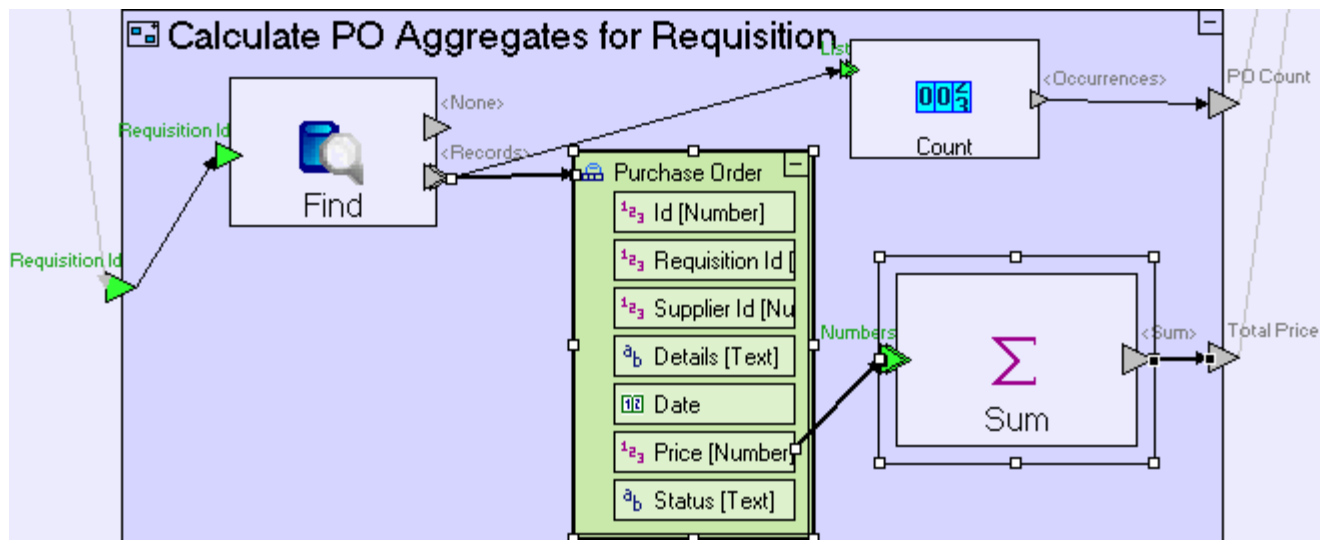 Calculate PO Aggregates for Requisition
List
<Occurrences>
PO Count
Count
<None>
Requisition Id
<Records>
Find
Requisition Id
Purchase Order
Id [Number]
Requisition Id [
Supplier Id [Nu
Details [Text]
Date
Price [Number]
Status [Text]
Numbers
<Sum>
Total Price
Sum